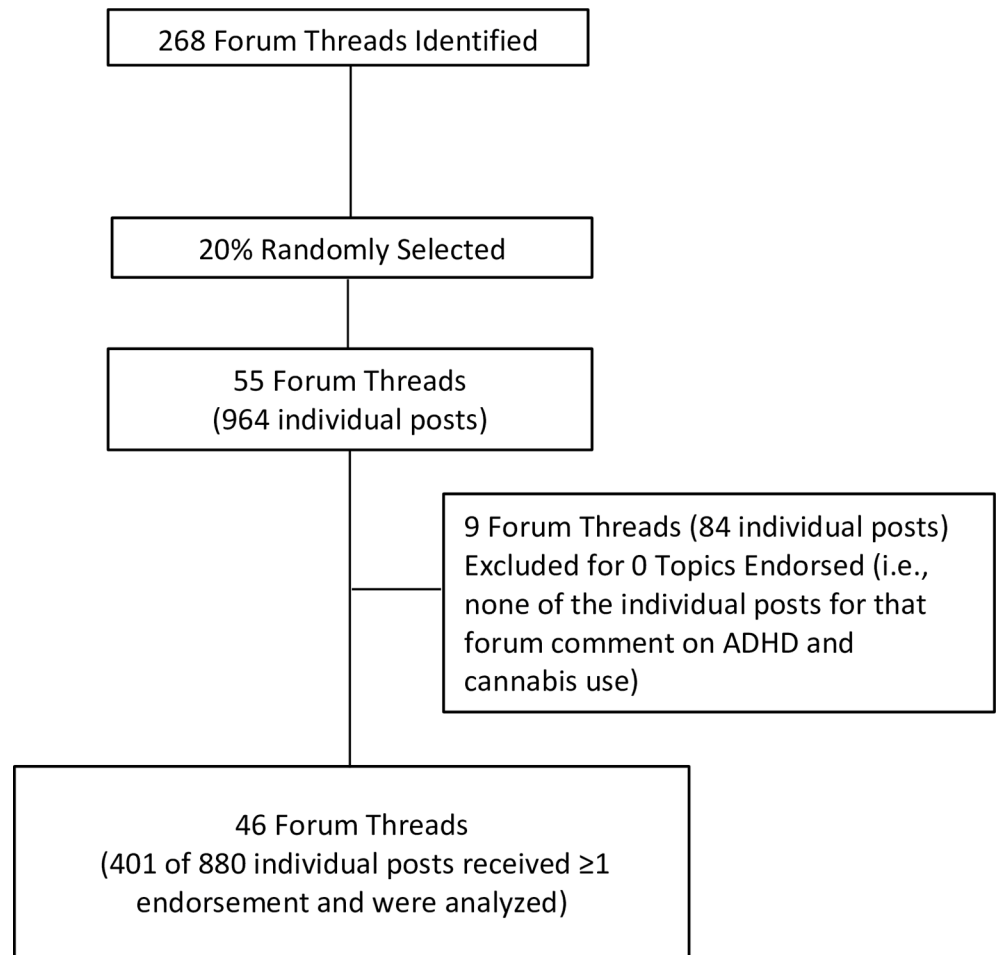 268 Forum Threads Identified
20% Randomly Selected
55 Forum Threads
(964 individual posts)
9 Forum Threads (84 individual posts)
Excluded for 0 Topics Endorsed (i.e.,
none of the individual posts for that
forum comment on ADHD and
cannabis use)
46 Forum Threads
(401 of 880 individual posts received ≥1
endorsement and were analyzed)